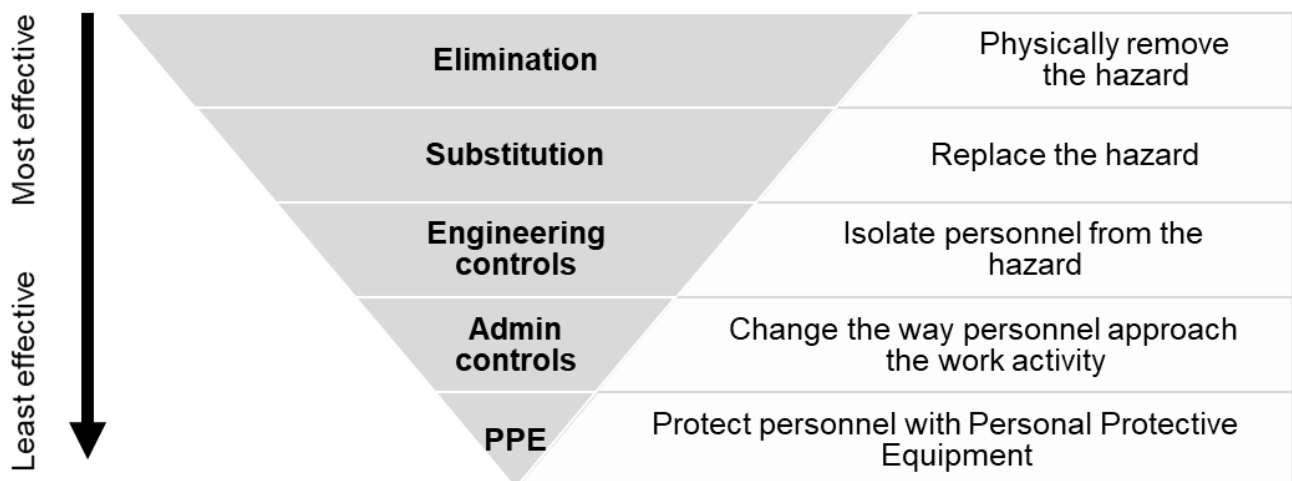 Most effective
Least effective
Elimination
Physically remove
the hazard
Substitution
Replace the hazard
Engineering
controls
Isolate personnel from the
hazard
Admin
controls
Change the way personnel approach
the work activity
PPE
Protect personnel with Personal Protective
Equipment